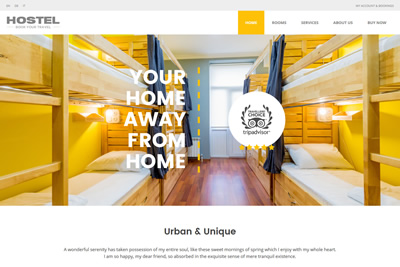 MY ACCOUNT & BOOKINGS
HOSTEL
BOOK YOUR TRAVEL
HOME
ROOMS
SERVICES
ABOUT US
BUY NOW
YOUR
HOME
AWAY
FROM
HOME
CHOICE
tripadvisor
Urban & Unique
A wonderful serenity has taken possession of my entire soul, like these sweet mornings of spring which I enjoy with my whole heart.
I am so happy, my dear friend, so absorbed in the exquisite sense of mere tranquil existence.